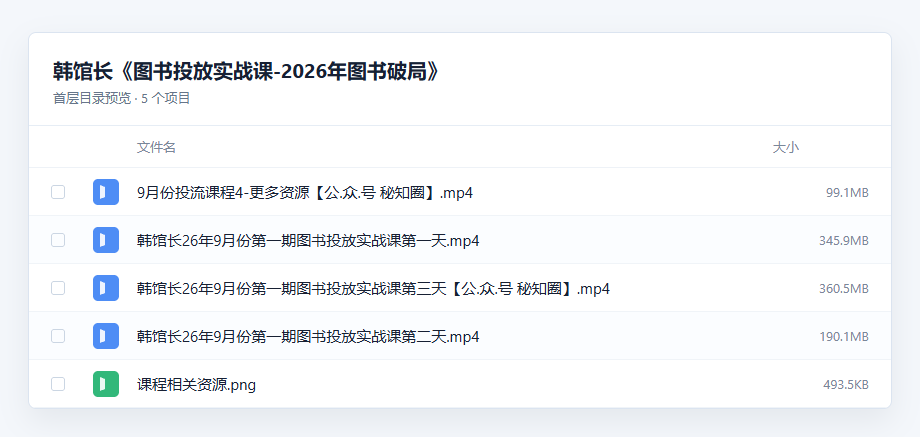 韩馆长《图书投放实战课-2026年图书破局》
首层目录预览 · 5 个项目
文件名 大小
9月份投流课程4-更多资源【公.众.号 秘知圈】.mp4 99.1MB
韩馆长26年9月份第一期图书投放实战课第一天.mp4 345.9MB
韩馆长26年9月份第一期图书投放实战课第三天【公.众.号 秘知圈】.mp4 360.5MB
韩馆长26年9月份第一期图书投放实战课第二天.mp4 190.1MB
课程相关资源.png 493.5KB